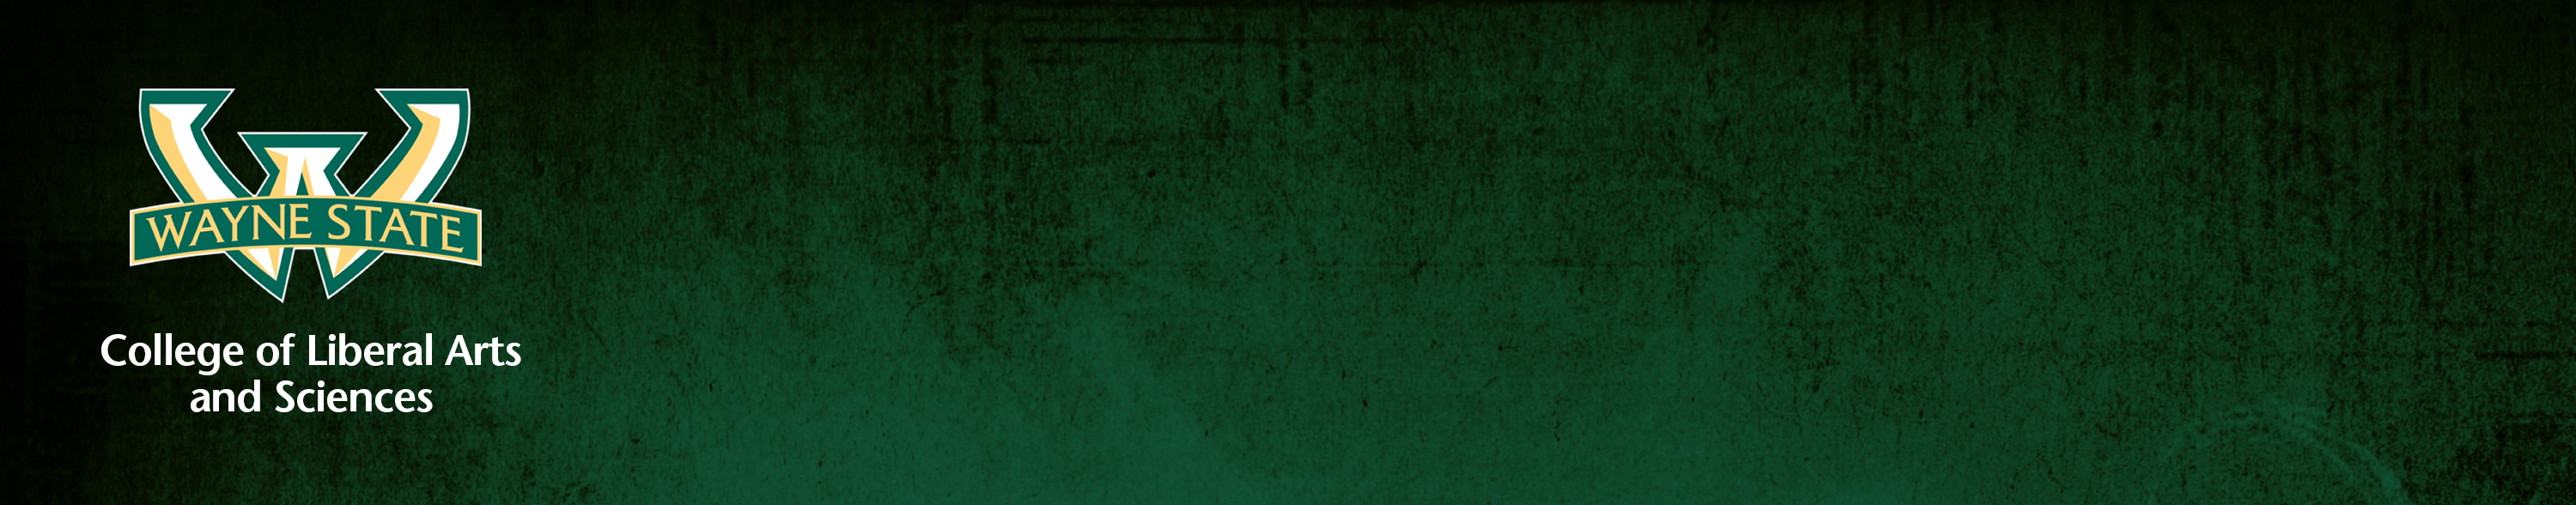 WAYNE STATE
College of Liberal Arts
and Sciences